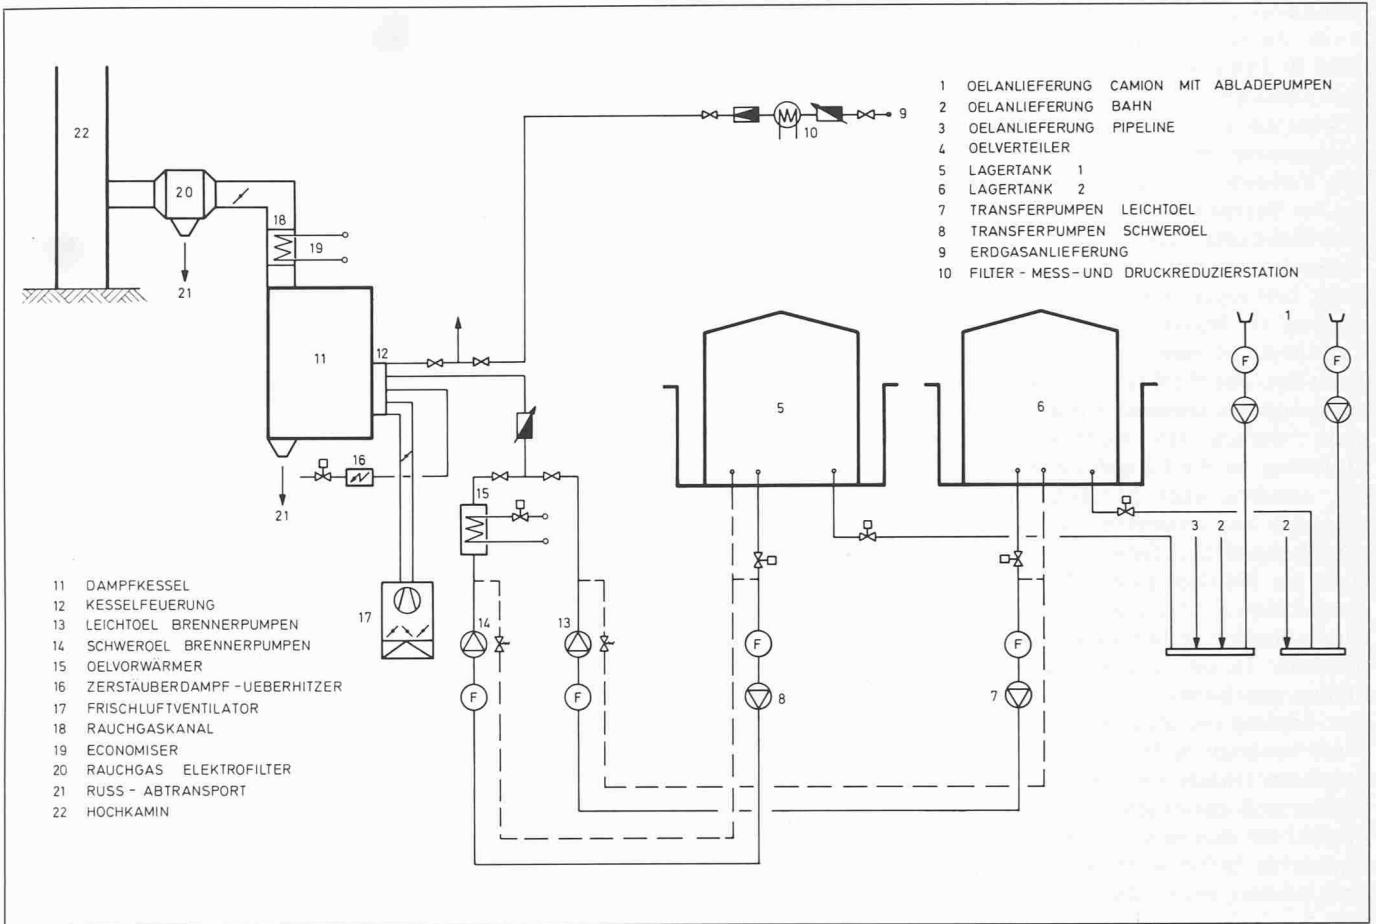 1 OELANLIEFERUNG CAMION MIT ABLADEPUMPEN
2 OELANLIEFERUNG BAHN
3 OELANLIEFERUNG PIPELINE
4 OELVERTEILER
5 LAGERTANK 1
6 LAGERTANK 2
7 TRANSFERPUMPEN LEICHTOEL
8 TRANSFERPUMPEN SCHWEROEL
9 ERDGASANLIEFERUNG
10 FILTER - MESS - UND DRUCKREDUZIERSTATION
22
20
18
19
21
9
10
11
12
16
21
15
17
14
13
F
F
5
6
F
F
8
7
1
F
F
3
2
2
11 DAMPFKESSEL
12 KESSELFEUERUNG
13 LEICHTOEL BRENNERPUMPEN
14 SCHWEROEL BRENNERPUMPEN
15 OELVORWÄRMER
16 ZERSTÄUBERDAMPF - UEBERHITZER
17 FRISCHLUFTVENTILATOR
18 RAUCHGASKANAL
19 ECONOMISER
20 RAUCHGAS ELEKTROFILTER
21 RUSS - ABTRANSPORT
22 HOCHKAMIN